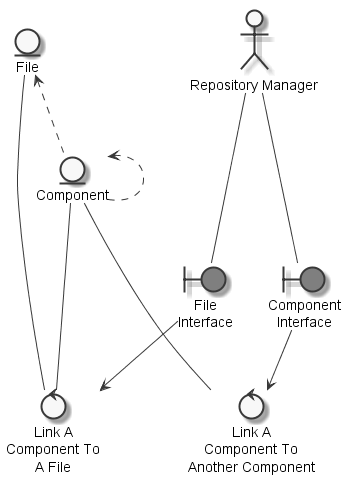 File
Repository Manager
Component
File
Interface
Component
Interface
Link A
Component To
A File
Link A
Component To
Another Component